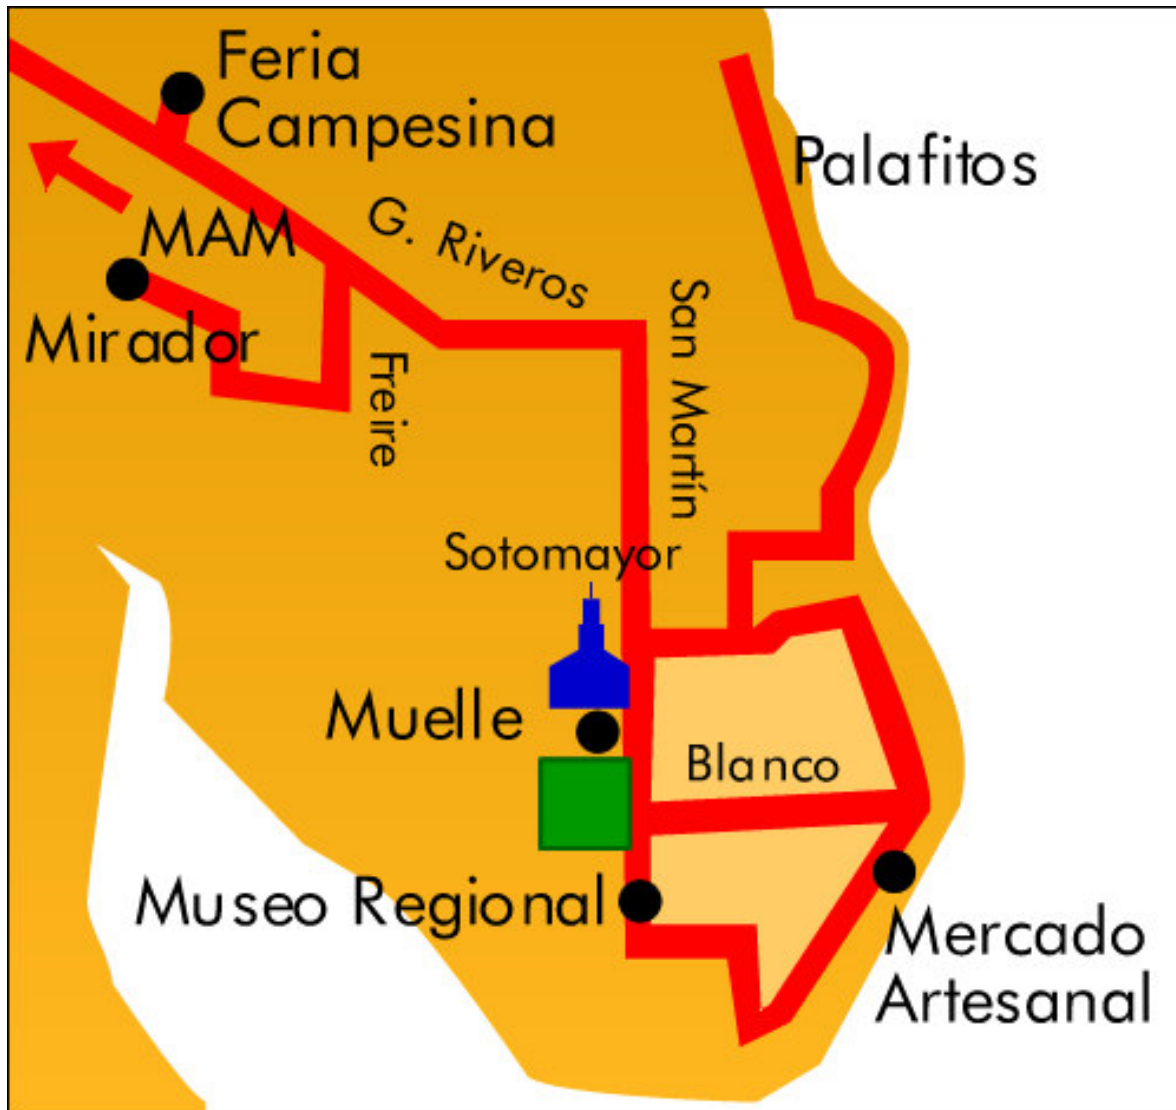 Feria
Campesina
Palafitos
MAM
G. Riveros
Mirador
Freire
San Martín
Sotomayor
Muelle
Blanco
Museo Regional
Mercado
Artesanal